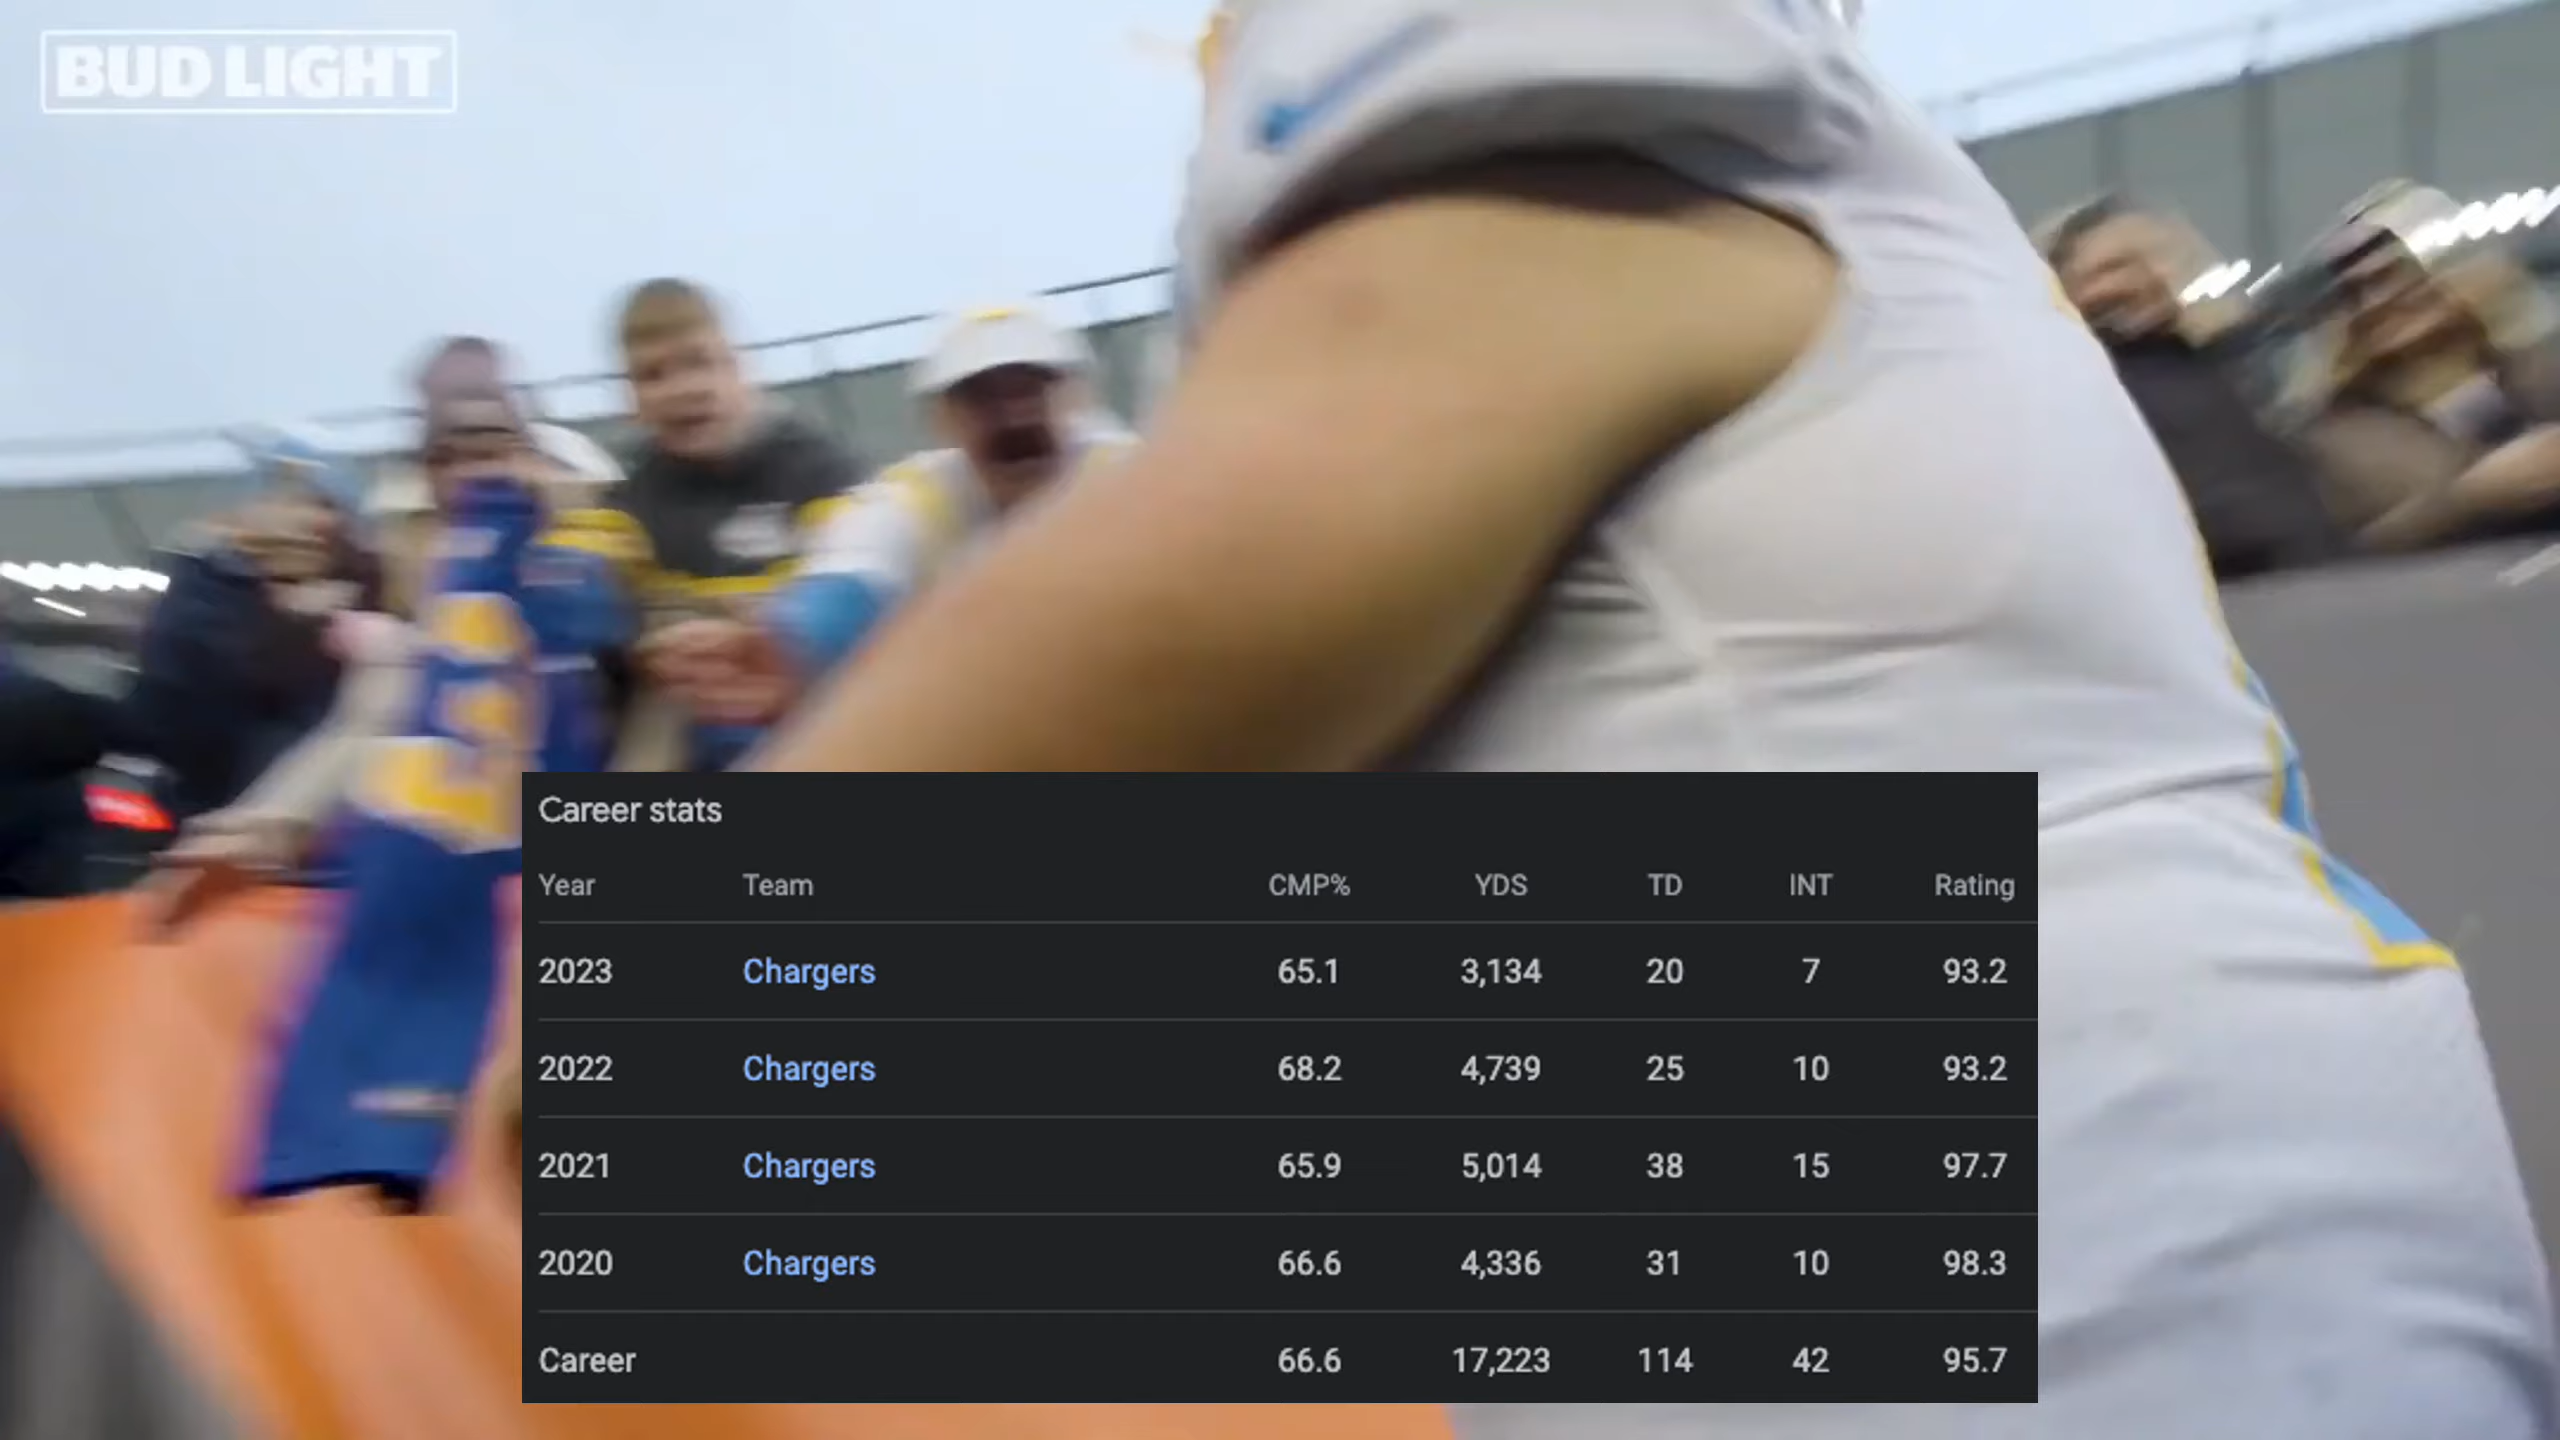 BUD LIGHT
Career stats
Year Team CMP% YDS TD INT Rating
2023 Chargers 65.1 3,134 20 7 93.2
2022 Chargers 68.2 4,739 25 10 93.2
2021 Chargers 65.9 5,014 38 15 97.7
2020 Chargers 66.6 4,336 31 10 98.3
Career 66.6 17,223 114 42 95.7